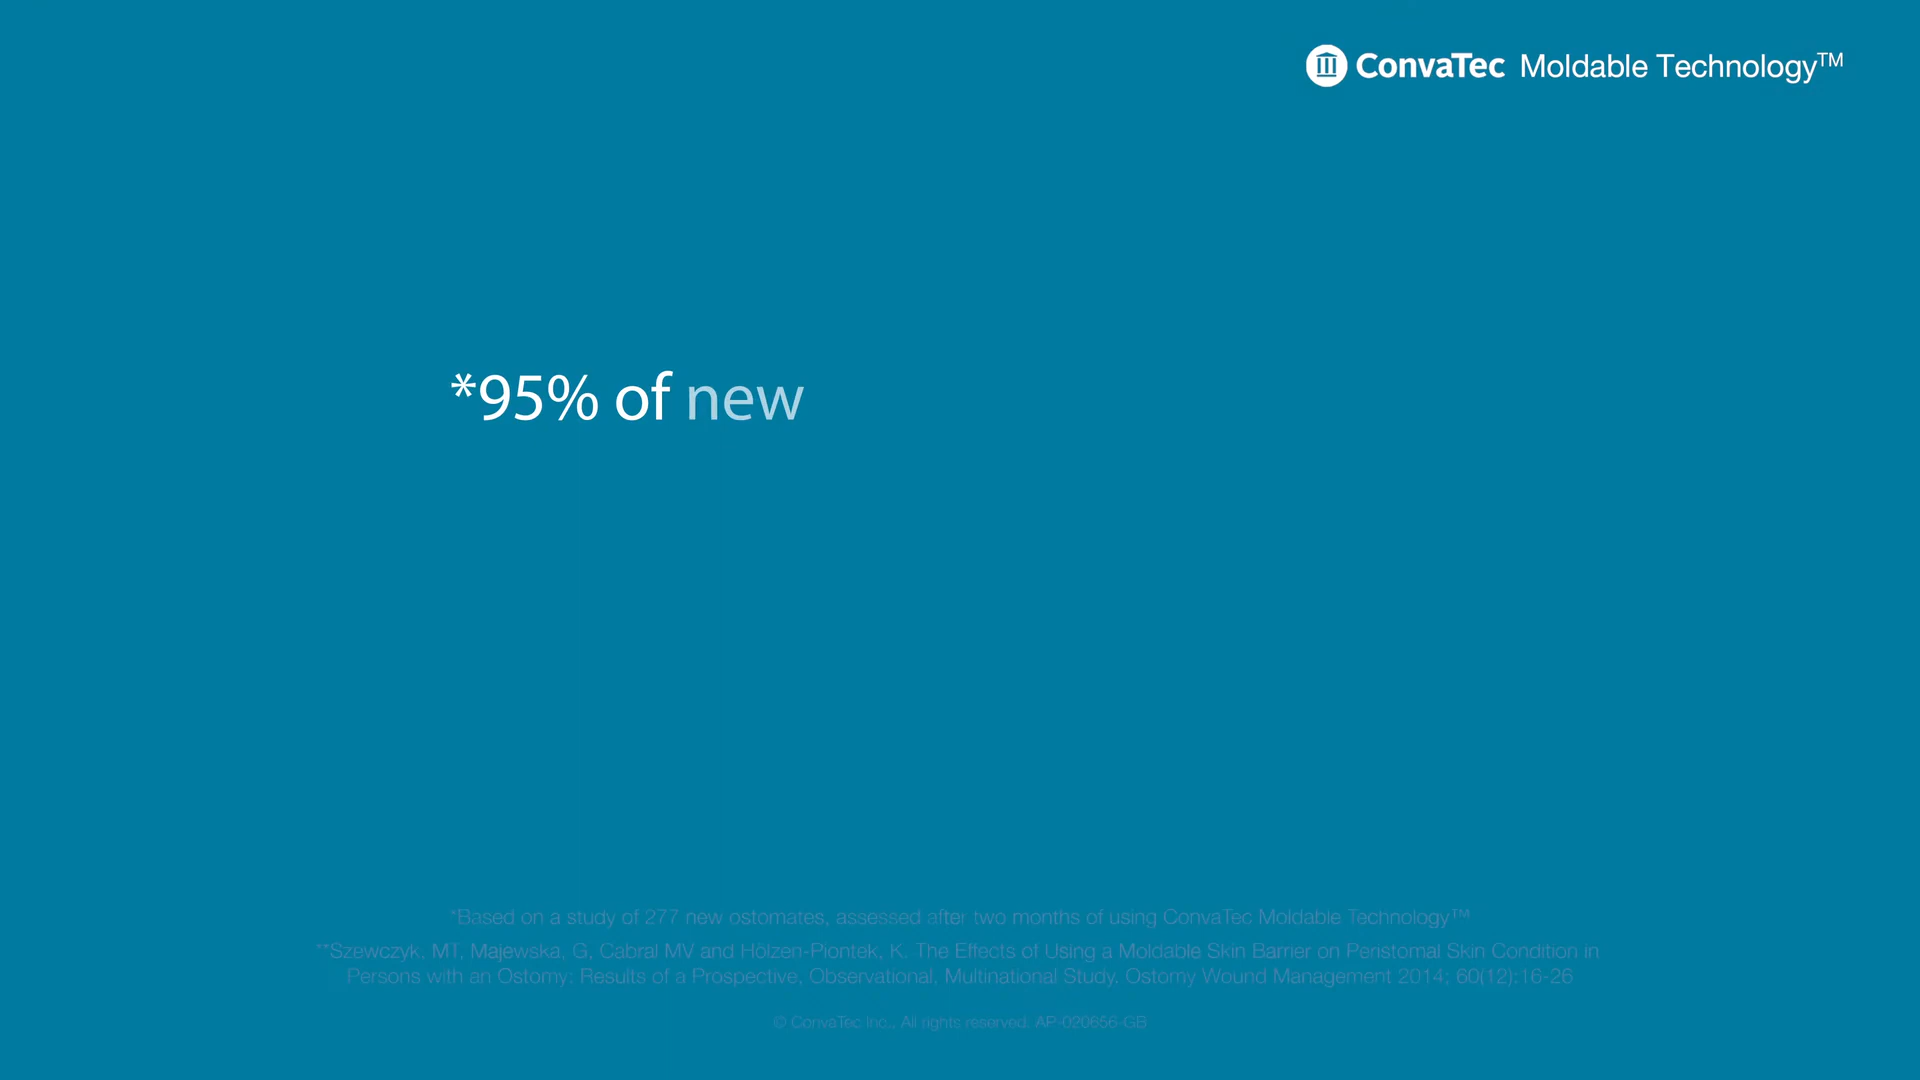 ConvaTec Moldable Technology™
*95% of new
*Based on a study of 277 new ostomates, assessed after two months of using ConvaTec Moldable Technology™
**Szewczyk, MT, Majewska, G, Cabral MV and Hölzen-Piontek, K. The Effects of Using a Moldable Skin Barrier on Peristomal Skin Condition in
Persons with an Ostomy: Results of a Prospective, Observational, Multinational Study. Ostomy Wound Management 2014; 60(12):16-26
© ConvaTec Inc., All rights reserved. AP-020656-GB